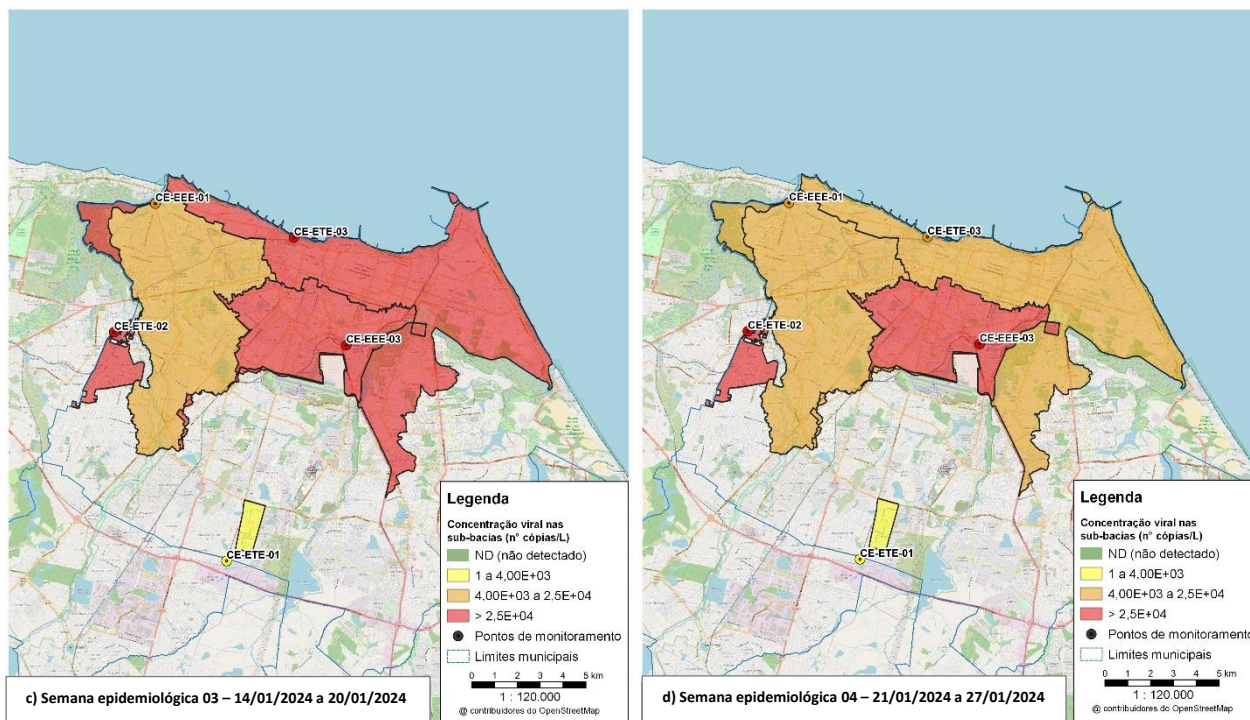 CE-EEE-01
CE-ETE-03
CE-ETE-02
CE-EEE-03
CE-ETE-01
Legenda
Concentração viral nas
sub-bacias (n° cópias/L)
ND (não detectado)
1 a 4,00E+03
4,00E+03 a 2,5E+04
> 2,5E+04
Pontos de monitoramento
Limites municipais
0 1 2 3 4 5 km
1 : 120.000
@ contribuidores do OpenStreetMap
c) Semana epidemiológica 03 – 14/01/2024 a 20/01/2024
CE-EEE-01
CE-ETE-03
CE-ETE-02
CE-EEE-03
CE-ETE-01
Legenda
Concentração viral nas
sub-bacias (n° cópias/L)
ND (não detectado)
1 a 4,00E+03
4,00E+03 a 2,5E+04
> 2,5E+04
Pontos de monitoramento
Limites municipais
0 1 2 3 4 5 km
1 : 120.000
@ contribuidores do OpenStreetMap
d) Semana epidemiológica 04 – 21/01/2024 a 27/01/2024